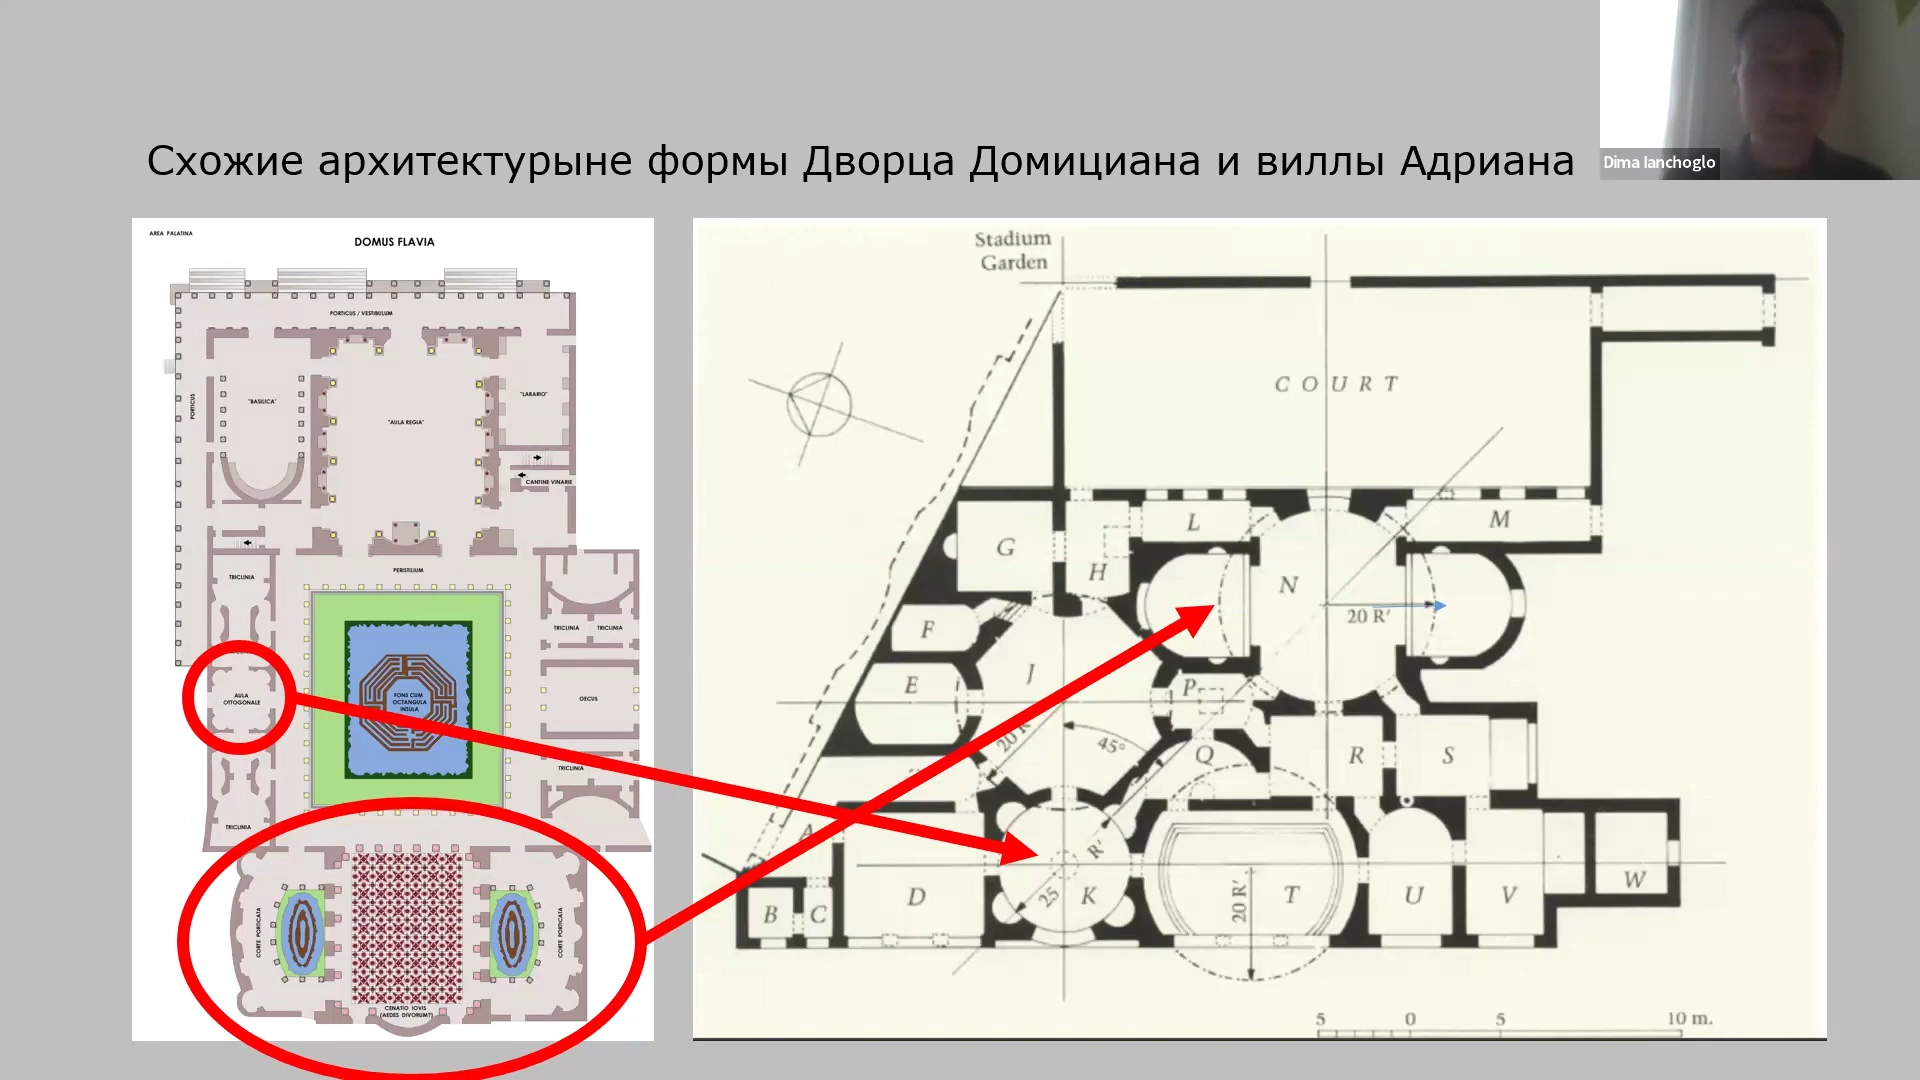 Схожие архитектурыне формы Дворца Домициана и виллы Адриана
Dima Ianchoglo
AREA PALATINA
DOMUS FLAVIA
PORTICUS / VESTIBULUM
PORTICUS
"BASILICA"
"AULA REGIA"
"LARARIO"
CANTINE VINARIE
PERISTILIUM
TRICLINIA
TRICLINIA
TRICLINIA
AULA
OTTOGONALE
FONS CUM
OCTANGULA
INSULA
OECUS
TRICLINIA
TRICLINIA
CORTE PORTICATA
CORTE PORTICATA
CENATIO IOVIS
(AEDES DIVORUM?)
Stadium
Garden
COURT
L
M
G
H
N
20 R'
F
J
E
P
20 R'
45°
Q
R
S
A
R'
25
K
D
B
C
20 R'
T
U
V
W
5
0
5
10 m.